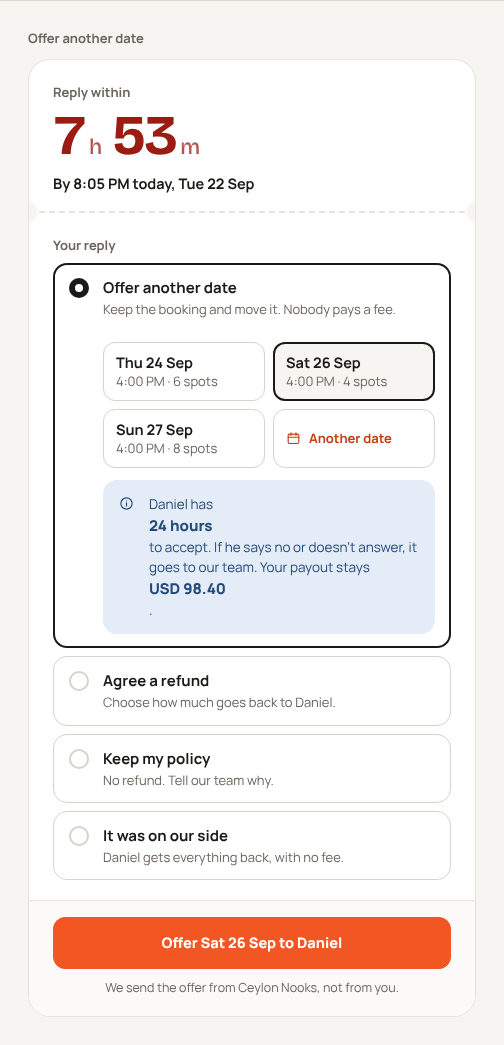 Offer another date
Reply within
7 h 53 m
By 8:05 PM today, Tue 22 Sep
Your reply
Offer another date
Keep the booking and move it. Nobody pays a fee.
Thu 24 Sep
4:00 PM · 6 spots
Sat 26 Sep
4:00 PM · 4 spots
Sun 27 Sep
4:00 PM · 8 spots
Another date
Daniel has
24 hours
to accept. If he says no or doesn't answer, it
goes to our team. Your payout stays
USD 98.40
.
Agree a refund
Choose how much goes back to Daniel.
Keep my policy
No refund. Tell our team why.
It was on our side
Daniel gets everything back, with no fee.
Offer Sat 26 Sep to Daniel
We send the offer from Ceylon Nooks, not from you.